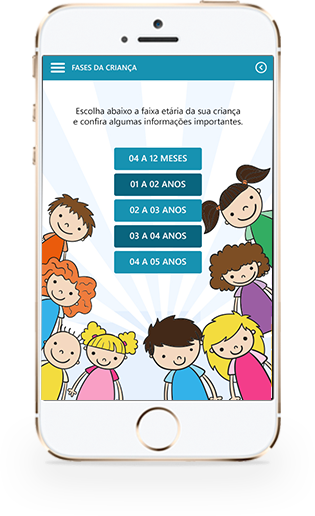 FASES DA CRIANÇA
Escolha abaixo a faixa etária da sua criança
e confira algumas informações importantes.
04 A 12 MESES
01 A 02 ANOS
02 A 03 ANOS
03 A 04 ANOS
04 A 05 ANOS